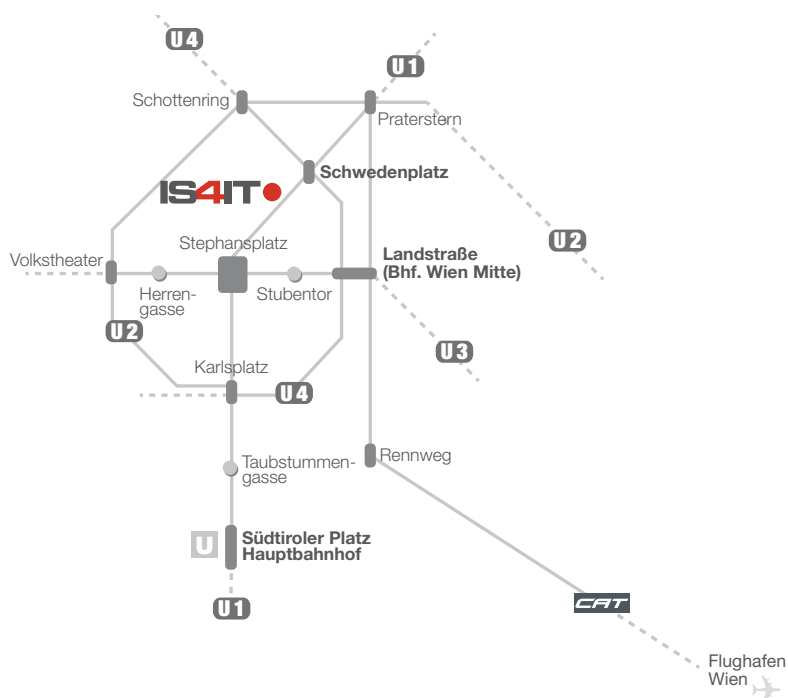 U4
U1
Schottenring
Praterstern
Schwedenplatz
IS4IT
U2
Stephansplatz
Volkstheater
Landstraße
(Bhf. Wien Mitte)
Herren-
gasse
Stubentor
U2
U3
Karlsplatz
U4
Rennweg
Taubstummen-
gasse
U
Südtiroler Platz
Hauptbahnhof
U1
CAT
Flughafen
Wien